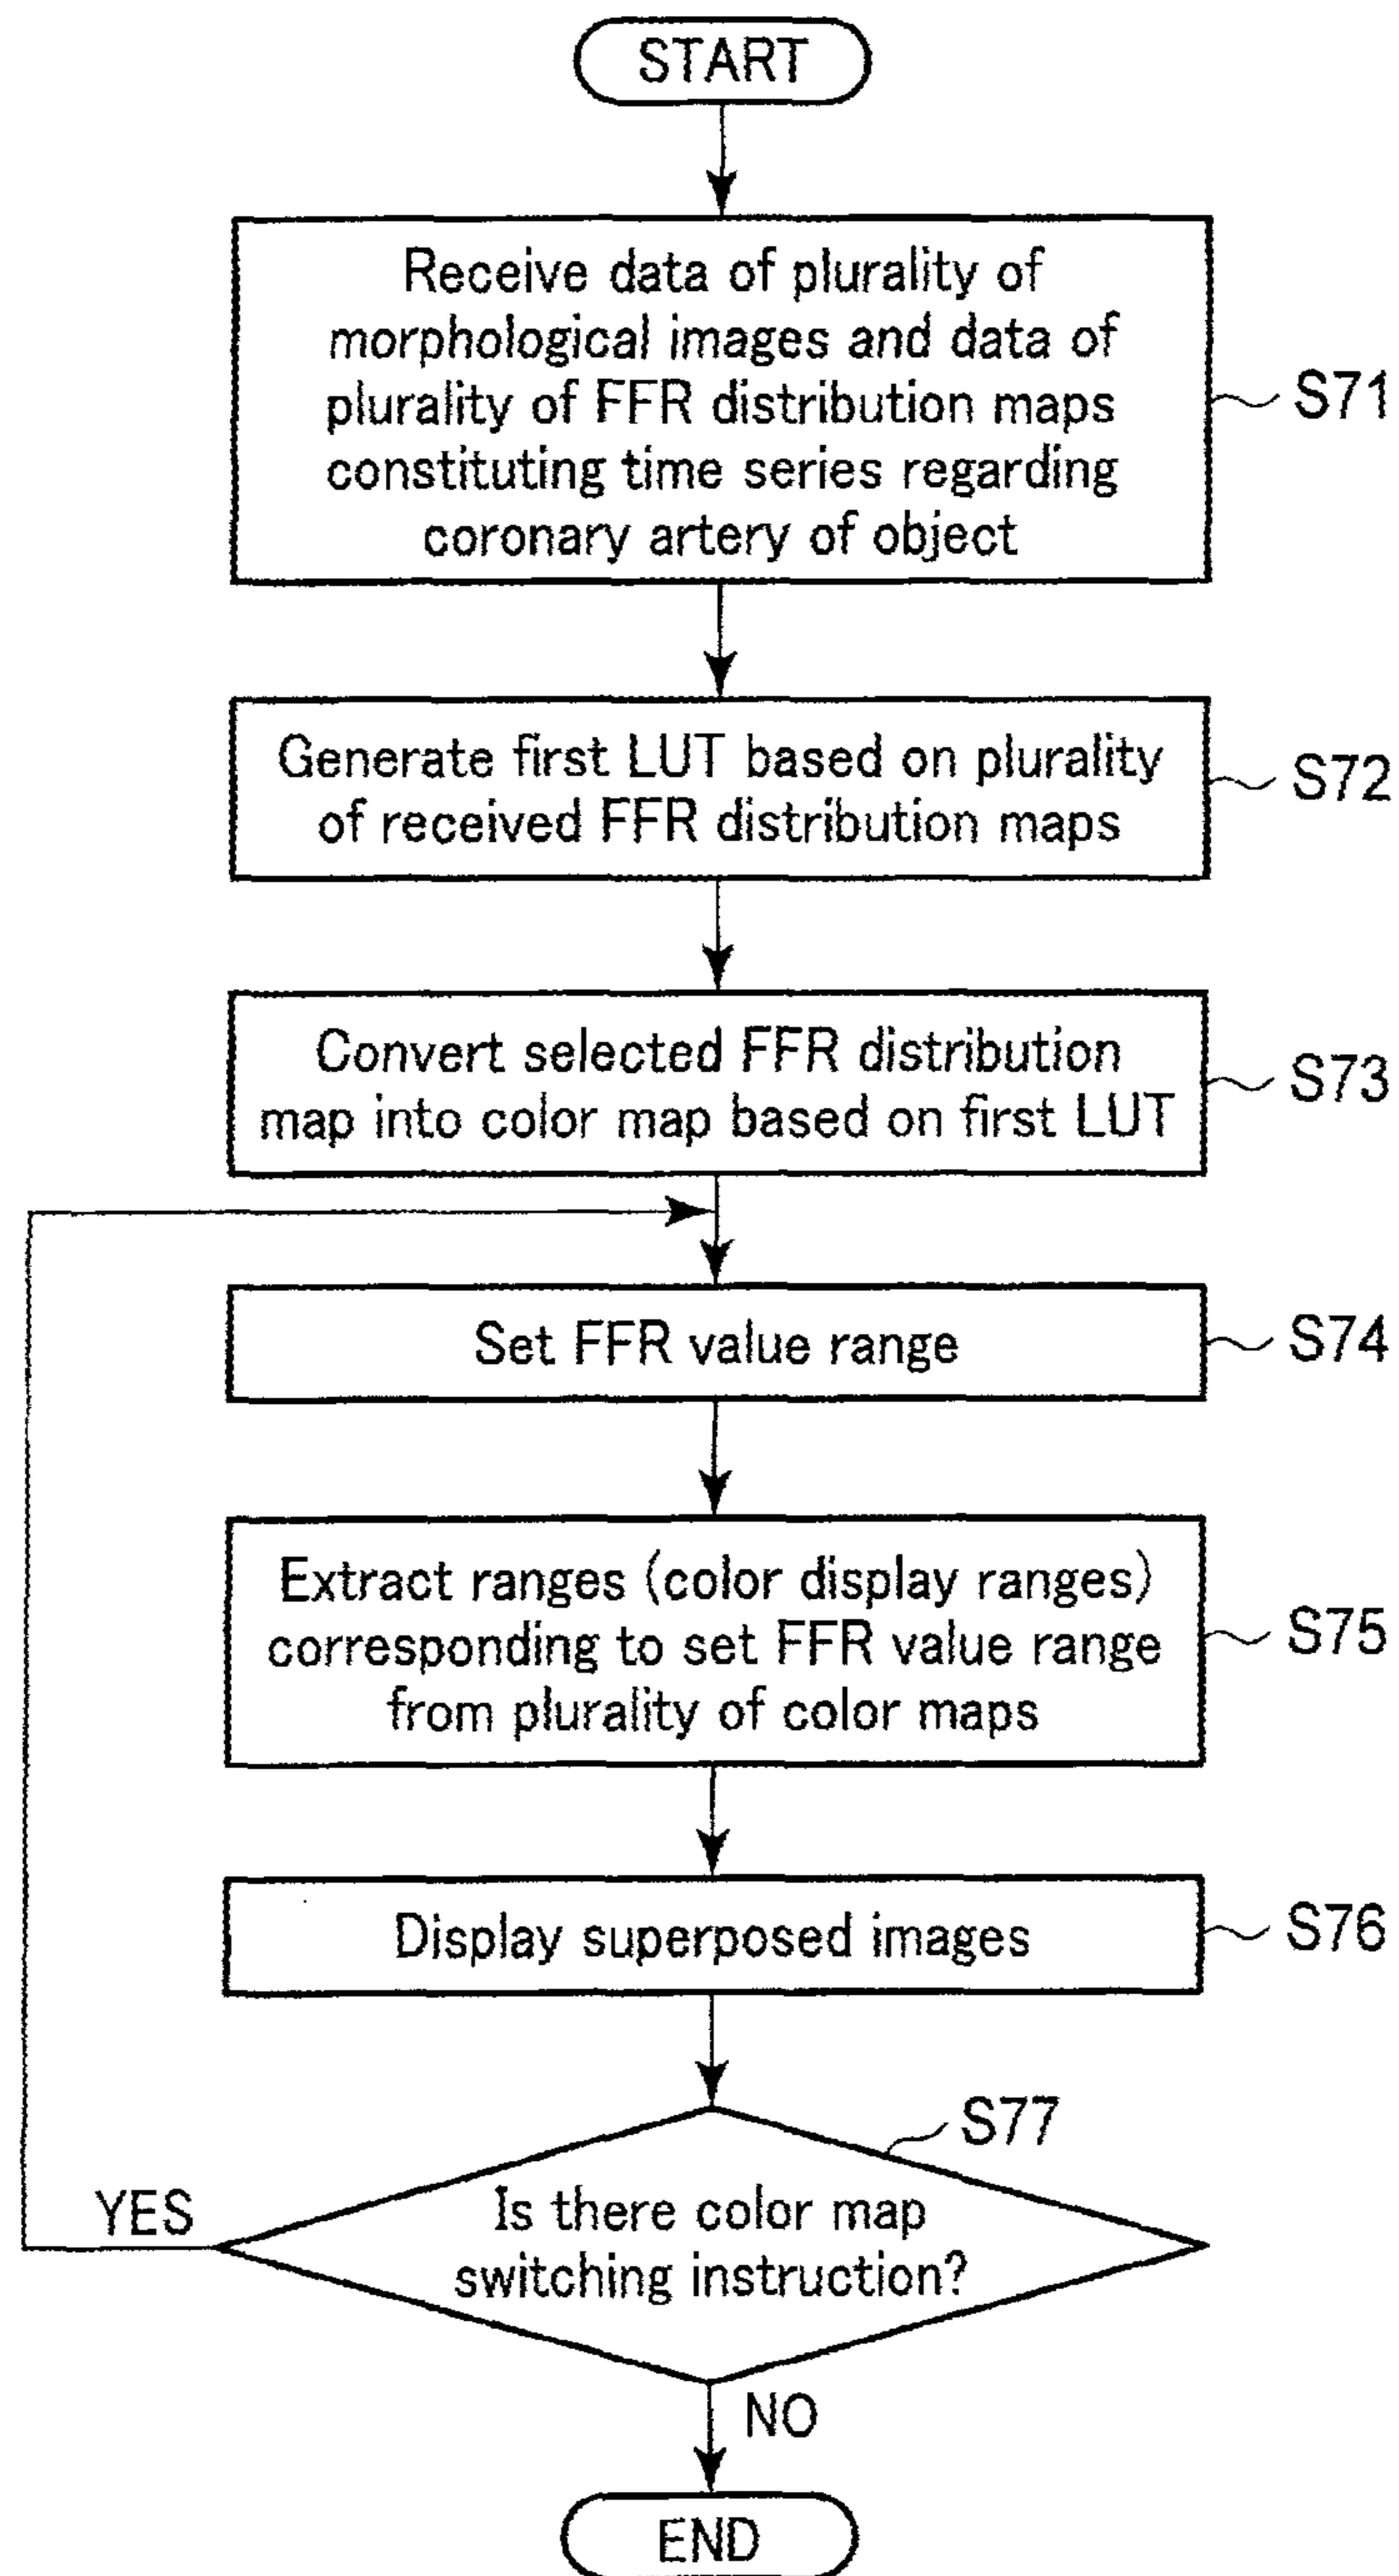 START
Receive data of plurality of
morphological images and data of
plurality of FFR distribution maps
constituting time series regarding
coronary artery of object
S71
Generate first LUT based on plurality
of received FFR distribution maps
S72
Convert selected FFR distribution
map into color map based on first LUT
S73
Set FFR value range
S74
Extract ranges (color display ranges)
corresponding to set FFR value range
from plurality of color maps
S75
Display superposed images
S76
S77
Is there color map
switching instruction?
YES
NO
END